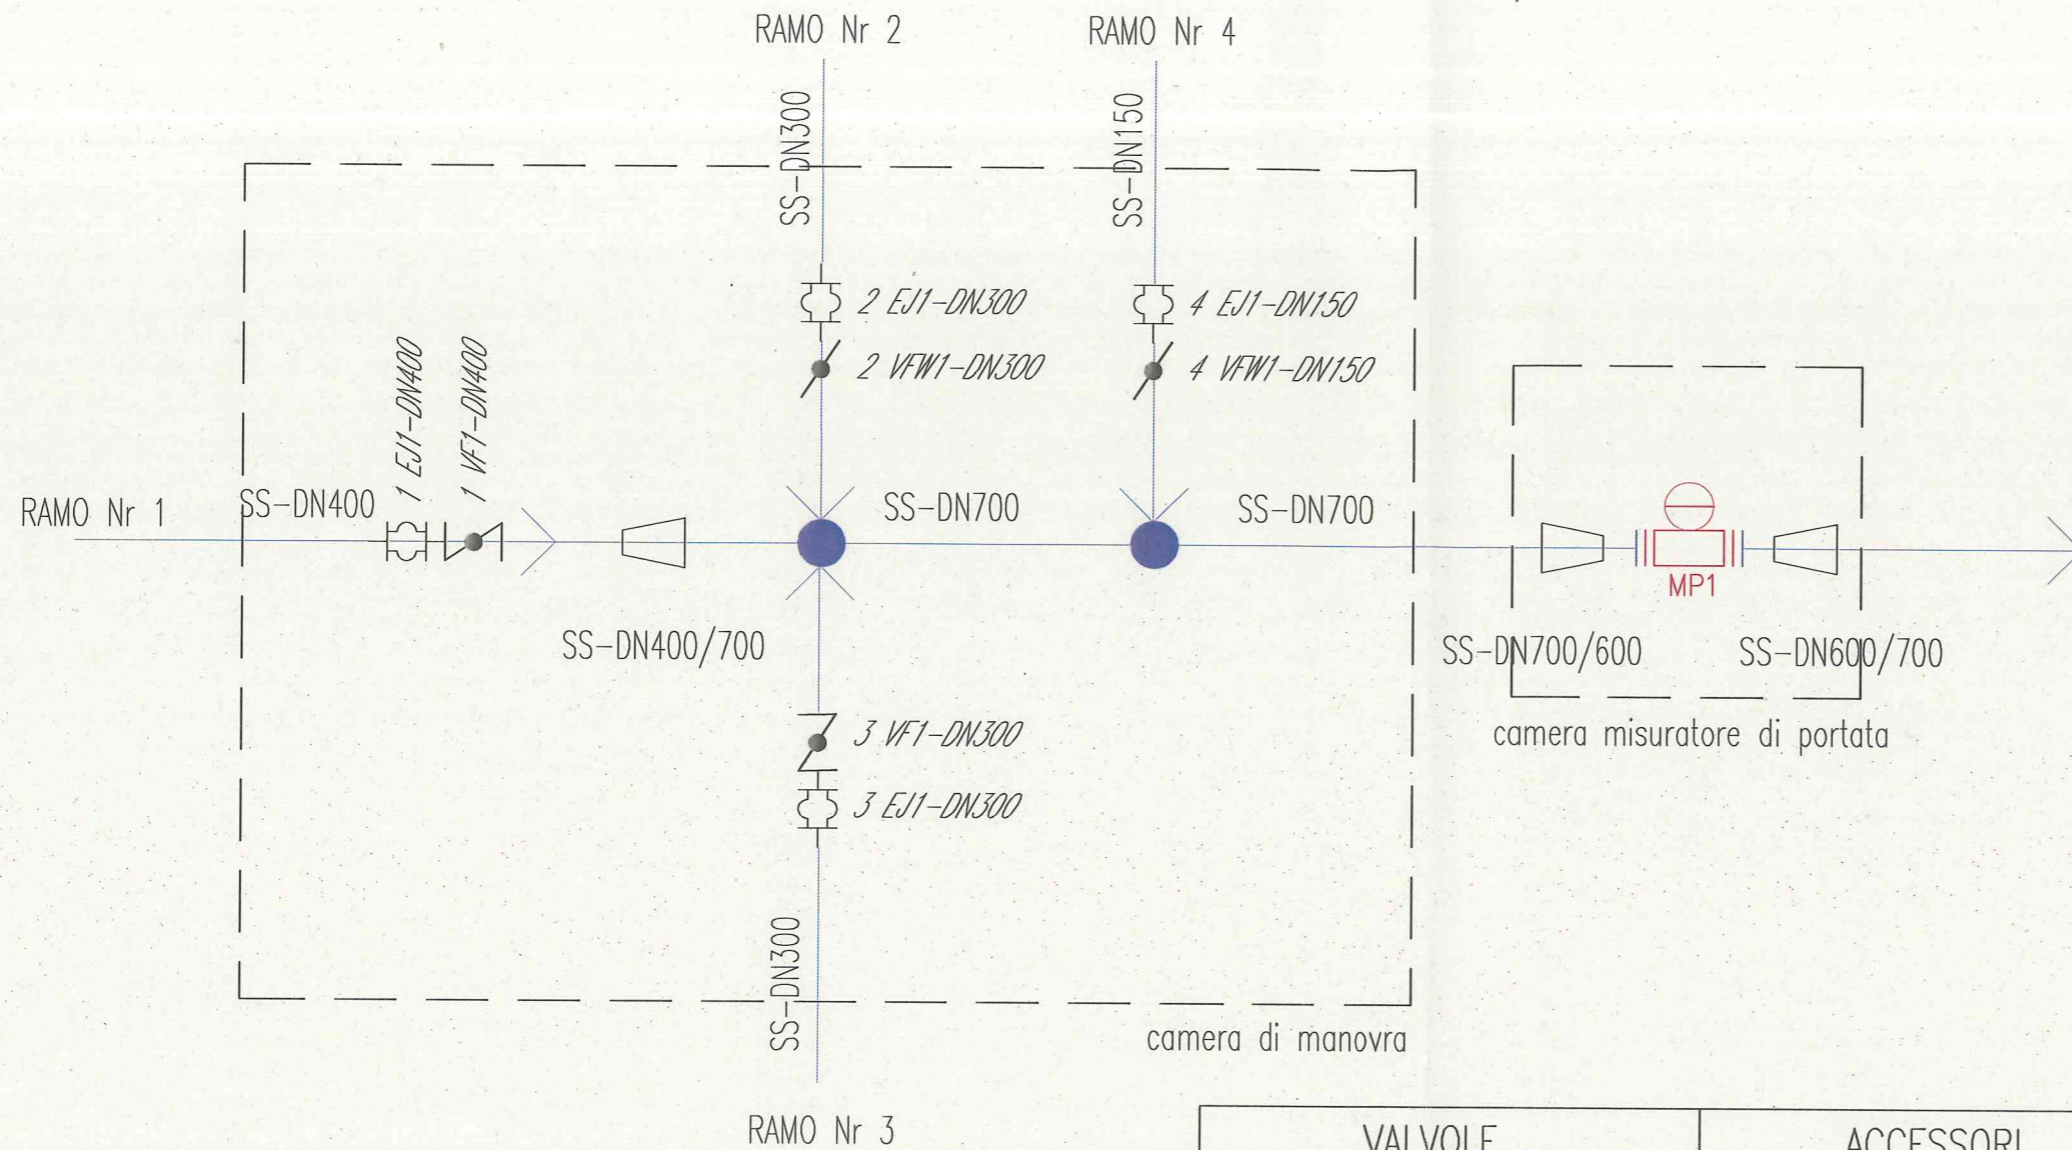 RAMO Nr 2
RAMO Nr 4
SS-DN300
SS-DN150
2 EJ1-DN300
4 EJ1-DN150
2 VFW1-DN300
4 VFW1-DN150
1 EJ1-DN400
1 VF1-DN400
RAMO Nr 1
SS-DN400
SS-DN700
SS-DN700
MP1
SS-DN400/700
SS-DN700/600
SS-DN600/700
camera misuratore di portata
3 VF1-DN300
3 EJ1-DN300
SS-DN300
camera di manovra
RAMO Nr 3
VALVOLE
ACCESSORI